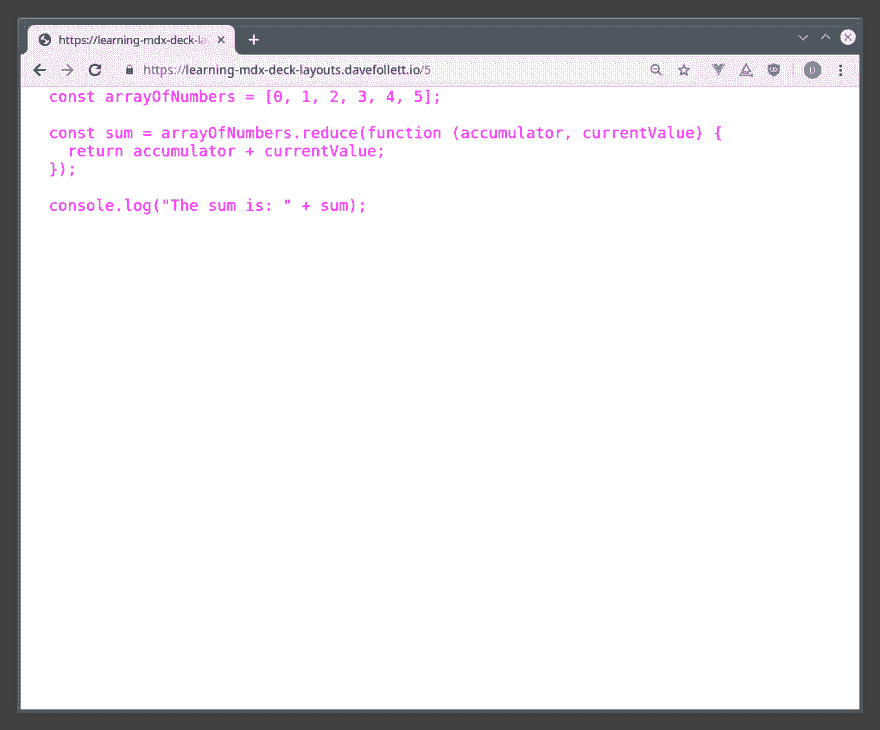 https://learning-mdx-deck-la
https://learning-mdx-deck-layouts.davefollett.io/5
const arrayOfNumbers = [0, 1, 2, 3, 4, 5];
const sum = arrayOfNumbers.reduce(function (accumulator, currentValue) {
  return accumulator + currentValue;
});
console.log("The sum is: " + sum);